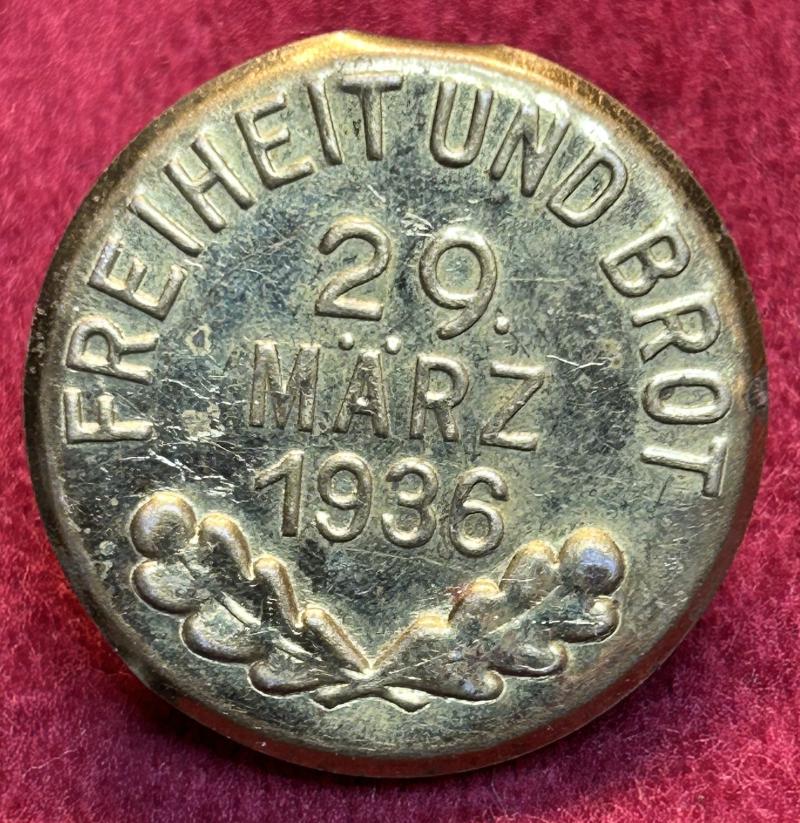 FREIHEIT UND BROT
29.
MÄRZ
1936